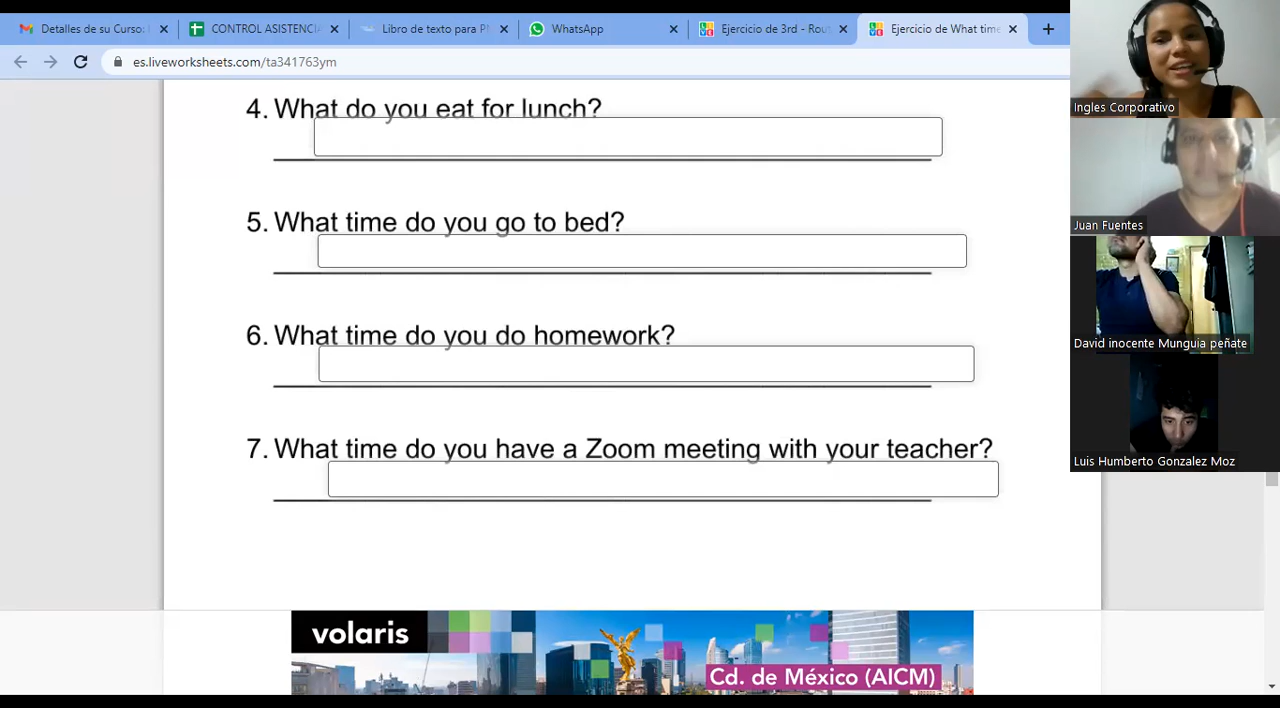 Detalles de su Curso:
CONTROL ASISTENCIA
Libro de texto para P
WhatsApp
Ejercicio de 3rd - Rout
Ejercicio de What time
es.liveworksheets.com/ta341763ym
4. What do you eat for lunch?
5. What time do you go to bed?
6. What time do you do homework?
7. What time do you have a Zoom meeting with your teacher?
volaris
Cd. de México (AICM)
Ingles Corporativo
Juan Fuentes
David inocente Munguia peñate
Luis Humberto Gonzalez Moz